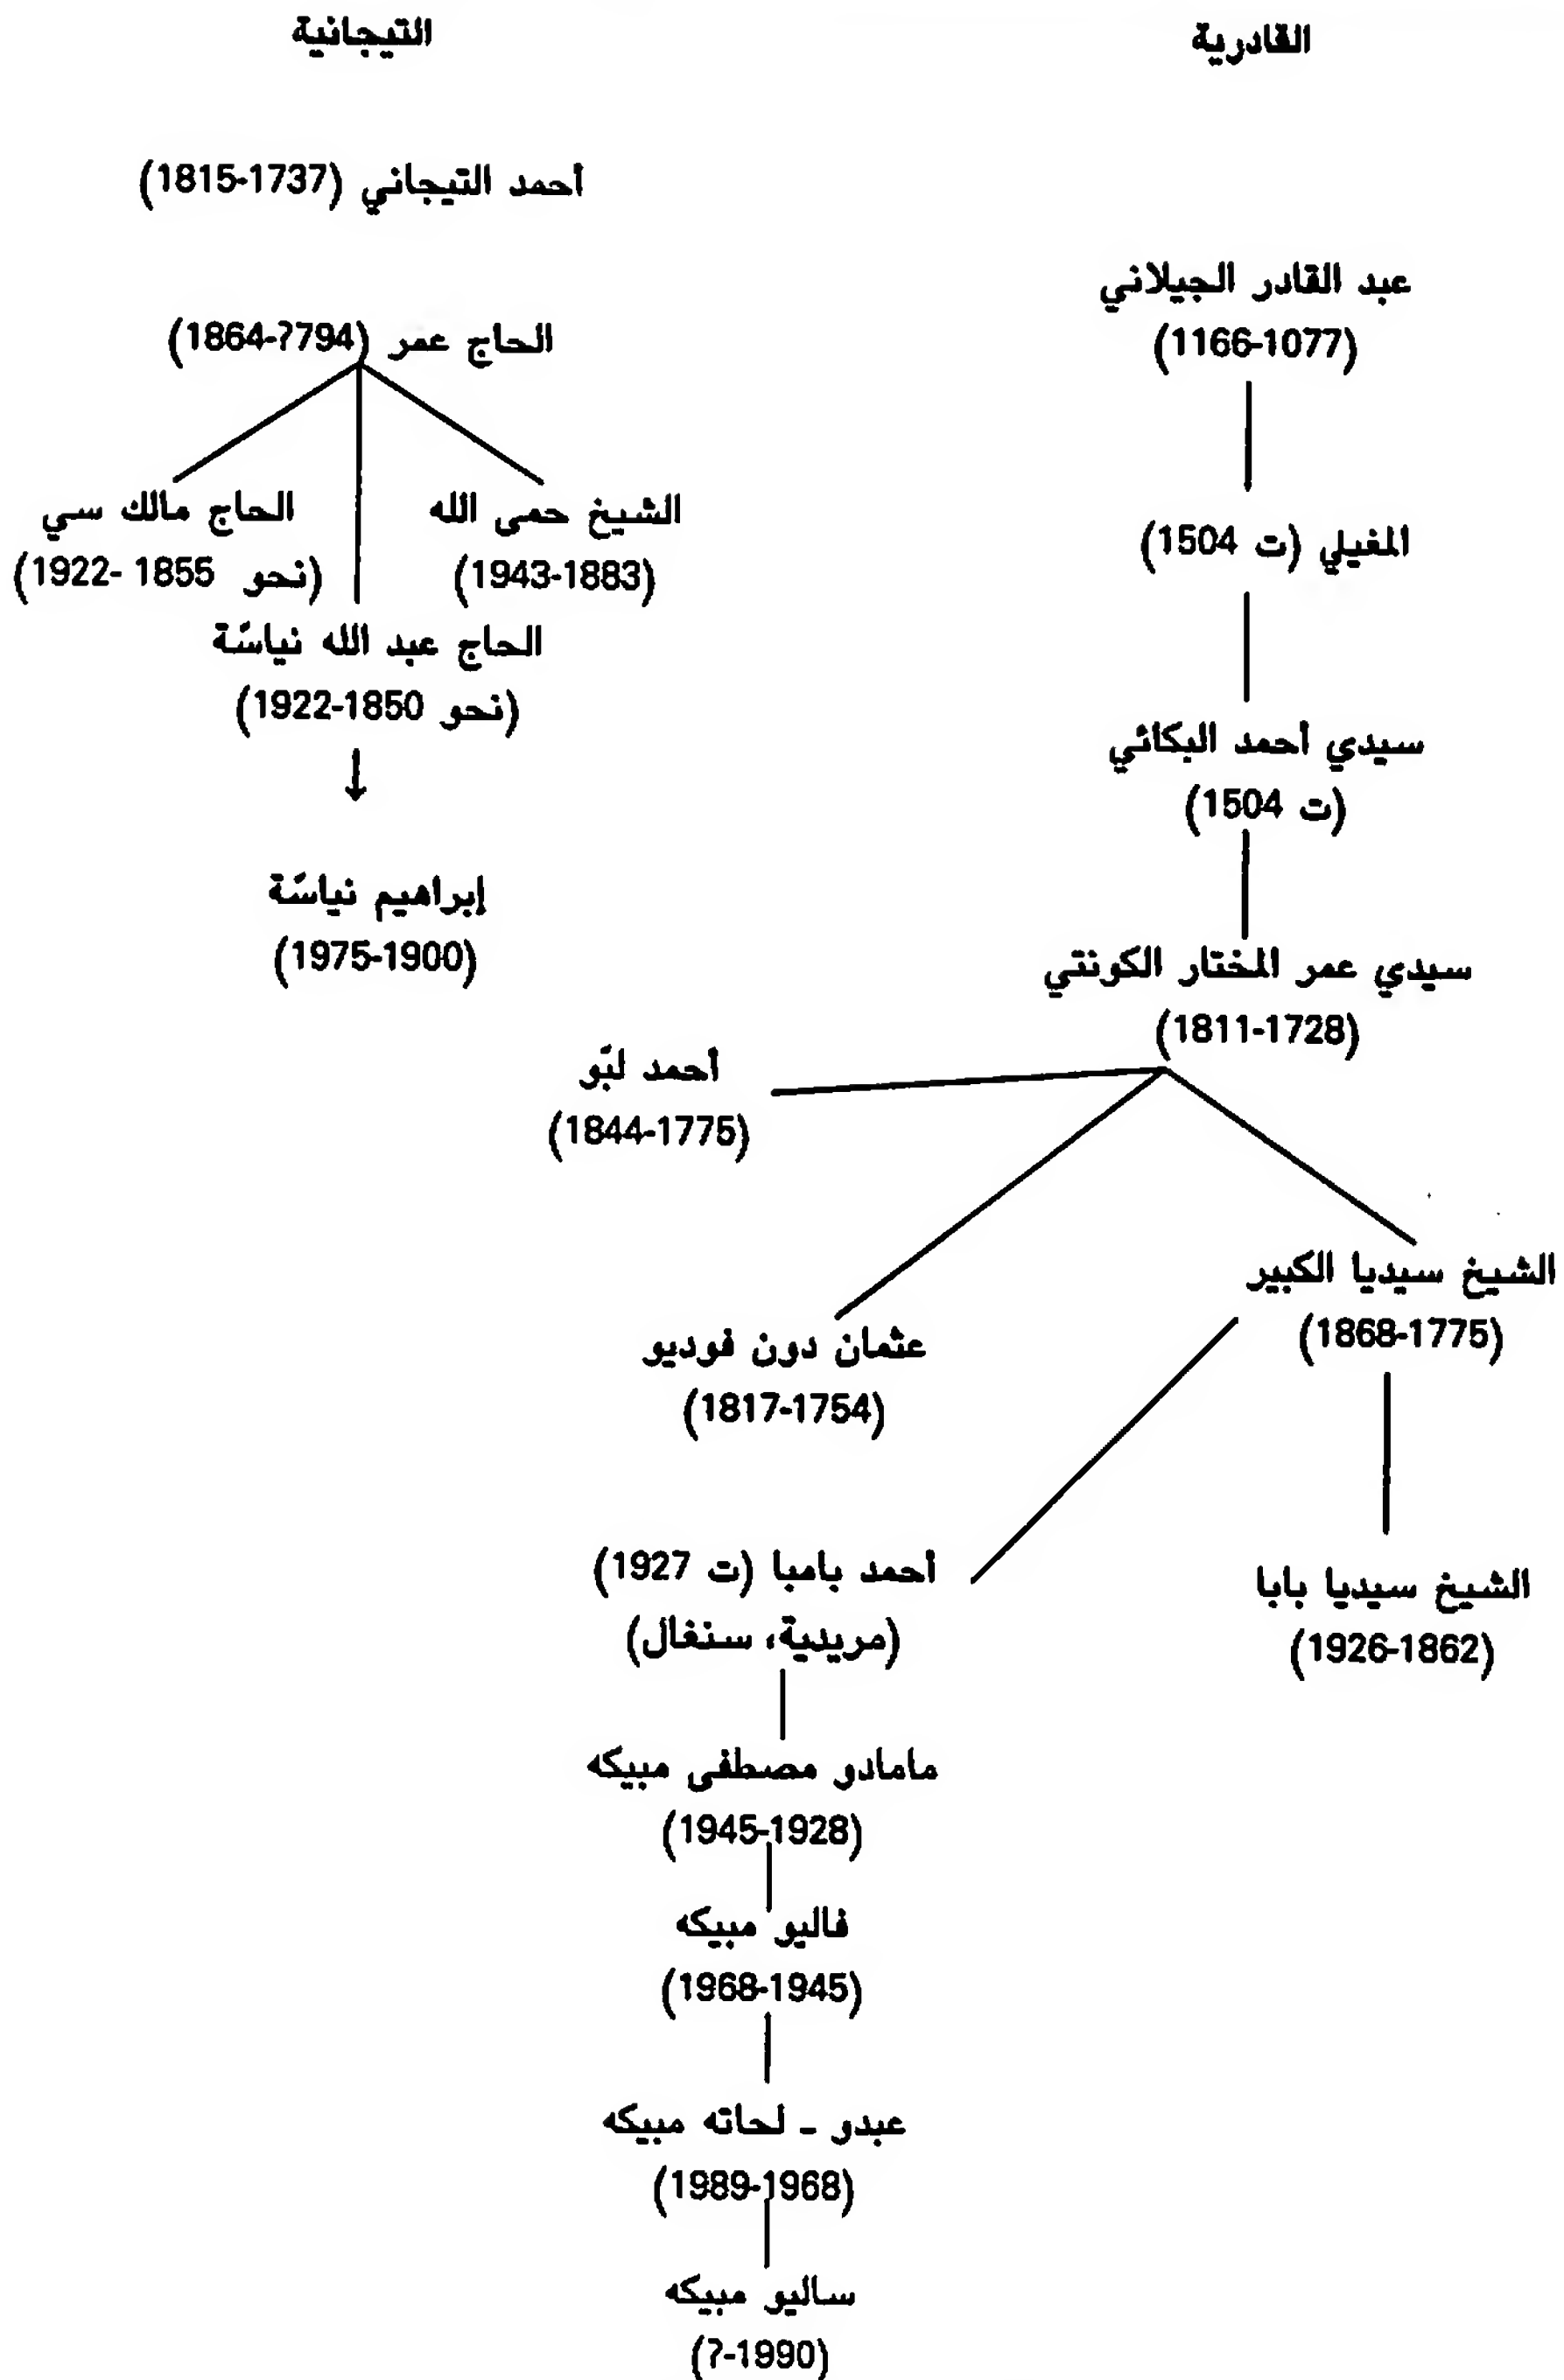 القادرية
عبد القادر الجيلاني
(1077-1166)
المغيلي (ت 1504)
سيدي أحمد البكائي
(ت 1504)
سيدي عمر المختار الكونتي
(1728-1811)
أحمد لبّو
(1775-1844)
الشيخ سيديا الكبير
(1775-1868)
عثمان دون فوديو
(1754-1817)
الشيخ سيديا بابا
(1862-1926)
أحمد بامبا (ت 1927)
(مريدية، سنغال)
مامادو مصطفى مبيكه
(1928-1945)
فاليو مبيكه
(1945-1968)
عبدو - لحاته مبيكه
(1968-1989)
ساليو مبيكه
(1990-?)
التيجانية
أحمد التيجاني (1737-1815)
الحاج عمر (794?-1864)
الشيخ حمى الله
(1883-1943)
الحاج مالك سي
(نحو 1855 -1922)
الحاج عبد الله نياسّة
(نحو 1850-1922)
إبراهيم نياسّة
(1900-1975)